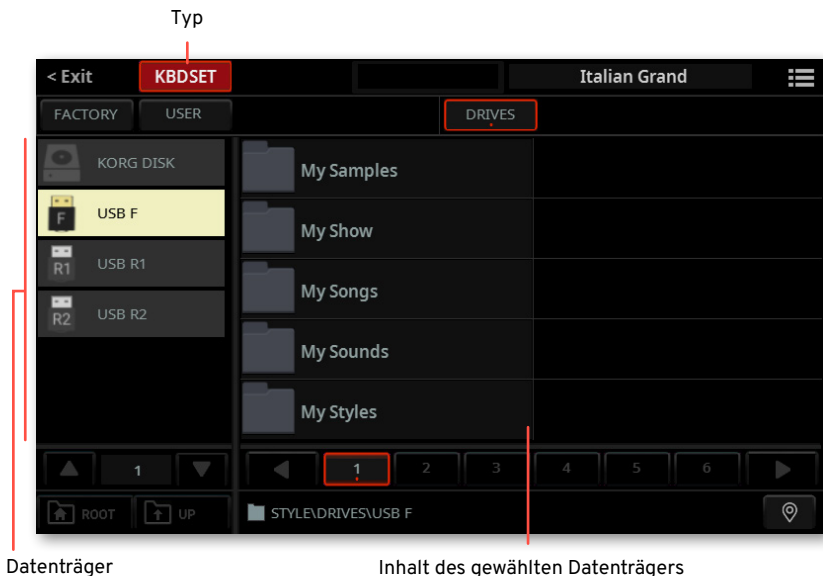 Typ
< Exit KBDSET Italian Grand
FACTORY USER DRIVES
KORG DISK
F USB F
R1 USB R1
R2 USB R2
My Samples
My Show
My Songs
My Sounds
My Styles
1 1 2 3 4 5 6
ROOT UP STYLE\DRIVES\USB F
Datenträger Inhalt des gewählten Datenträgers